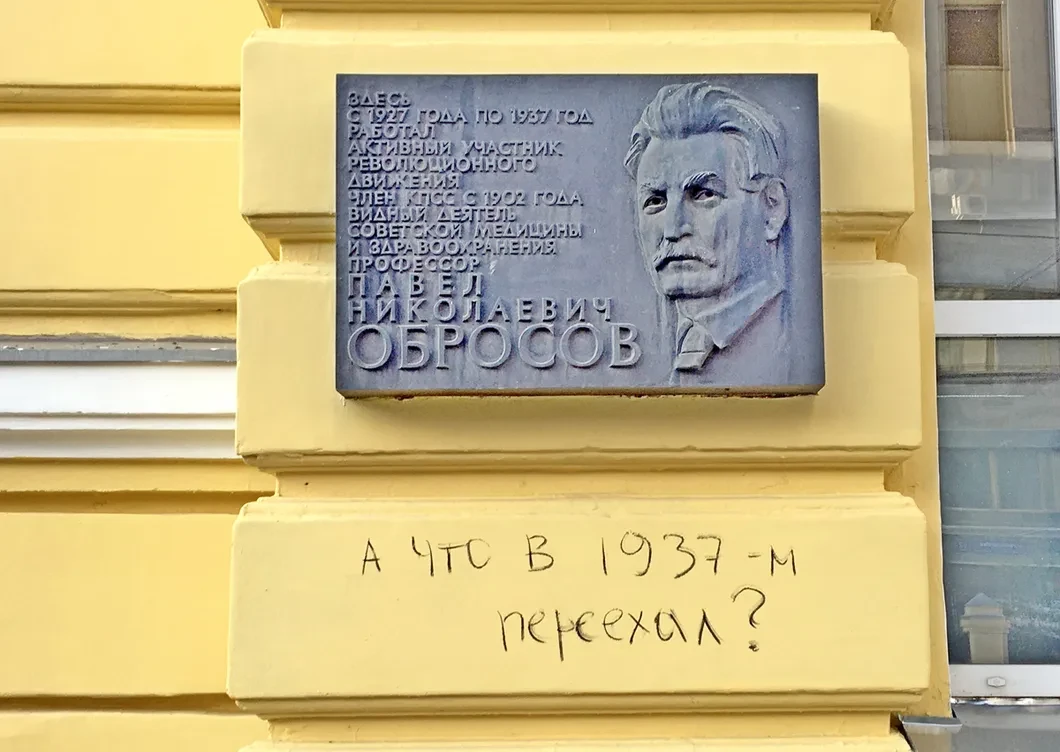 ЗДЕСЬ
С 1927 ГОДА ПО 1937 ГОД
РАБОТАЛ
АКТИВНЫЙ УЧАСТНИК
РЕВОЛЮЦИОННОГО
ДВИЖЕНИЯ
ЧЛЕН КПСС С 1902 ГОДА
ВИДНЫЙ ДЕЯТЕЛЬ
СОВЕТСКОЙ МЕДИЦИНЫ
И ЗДРАВООХРАНЕНИЯ
ПРОФЕССОР
ПАВЕЛ
НИКОЛАЕВИЧ
ОБРОСОВ
А ЧТО В 1937-М
переехал?